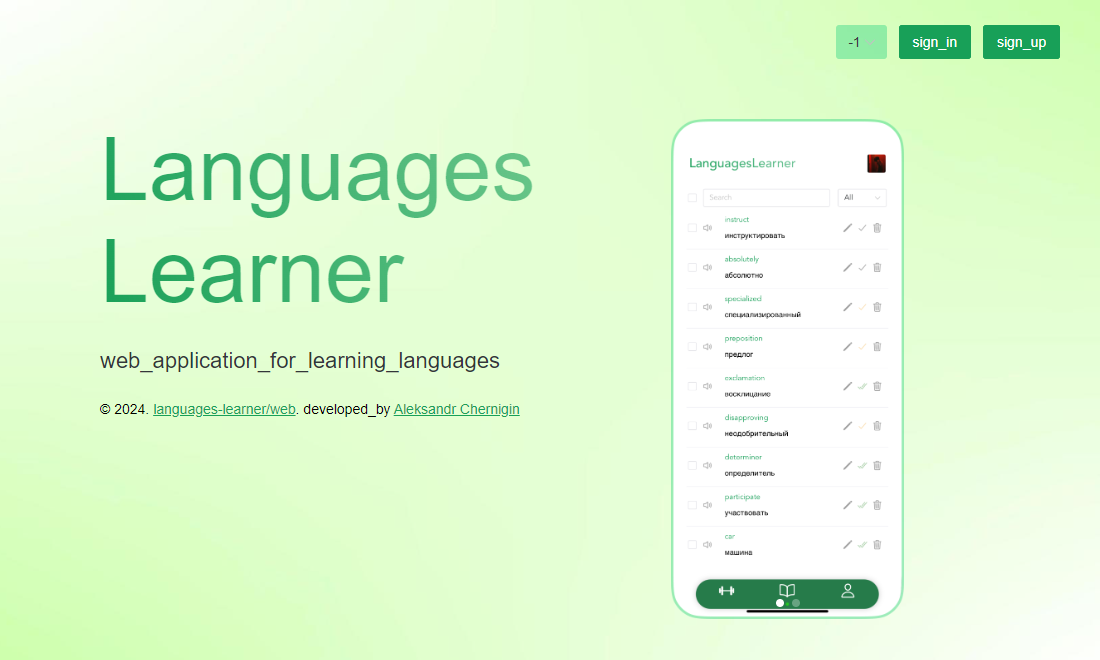 -1
sign_in
sign_up
Languages
Learner
web_application_for_learning_languages
© 2024. languages-learner/web. developed_by Aleksandr Chernigin
LanguagesLearner
Search
All
instruct
инструктировать
absolutely
абсолютно
specialized
специализированный
preposition
предлог
exclamation
восклицание
disapproving
неодобрительный
determiner
определитель
participate
участвовать
car
машина